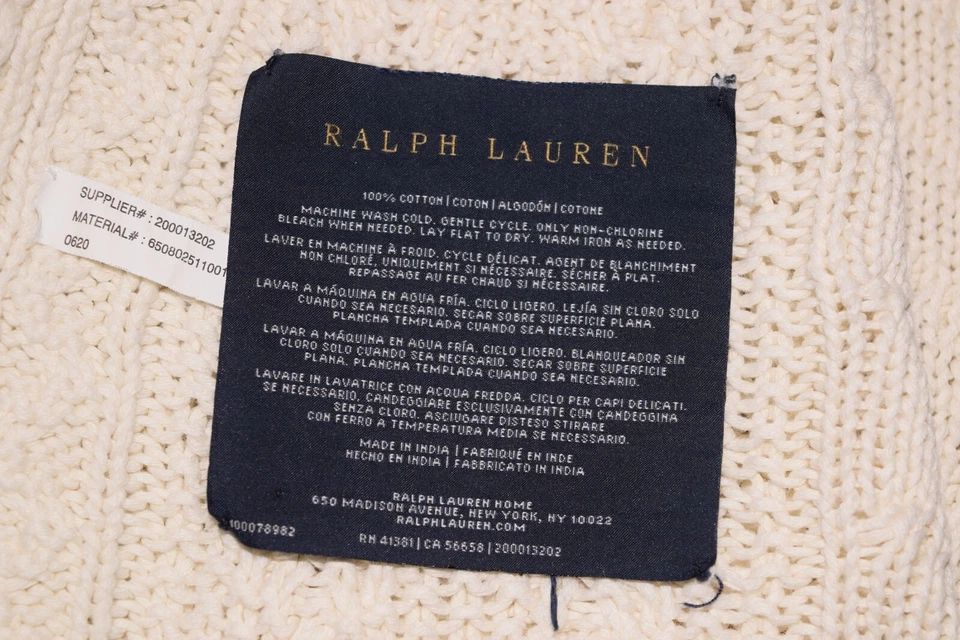 RALPH LAUREN
100% COTTON | COTON | ALGODÓN | COTONE
MACHINE WASH COLD. GENTLE CYCLE. ONLY NON-CHLORINE
BLEACH WHEN NEEDED. LAY FLAT TO DRY. WARM IRON AS NEEDED.
LAVER EN MACHINE À FROID. CYCLE DÉLICAT. AGENT DE BLANCHIMENT
NON CHLORÉ, UNIQUEMENT SI NÉCESSAIRE. SÉCHER À PLAT.
REPASSAGE AU FER CHAUD SI NÉCESSAIRE.
LAVAR A MÁQUINA EN AGUA FRÍA. CICLO LIGERO. LEJÍA SIN CLORO SOLO
CUANDO SEA NECESARIO. SECAR SOBRE SUPERFICIE PLANA.
PLANCHA TEMPLADA CUANDO SEA NECESARIO.
LAVAR A MÁQUINA EN AGUA FRÍA. CICLO LIGERO. BLANQUEADOR SIN
CLORO SOLO CUANDO SEA NECESARIO. SECAR SOBRE SUPERFICIE
PLANA. PLANCHA TEMPLADA CUANDO SEA NECESARIO.
LAVARE IN LAVATRICE CON ACQUA FREDDA. CICLO PER CAPI DELICATI.
SE NECESSARIO, CANDEGGIARE ESCLUSIVAMENTE CON CANDEGGINA
SENZA CLORO. ASCIUGARE DISTESO STIRARE
CON FERRO A TEMPERATURA MEDIA SE NECESSARIO.
MADE IN INDIA | FABRIQUÉ EN INDE
HECHO EN INDIA | FABBRICATO IN INDIA
RALPH LAUREN HOME
650 MADISON AVENUE, NEW YORK, NY 10022
RALPHLAUREN.COM
100078982
RN 41381 | CA 56658 | 200013202
SUPPLIER# : 200013202
MATERIAL# : 650802511001
0620